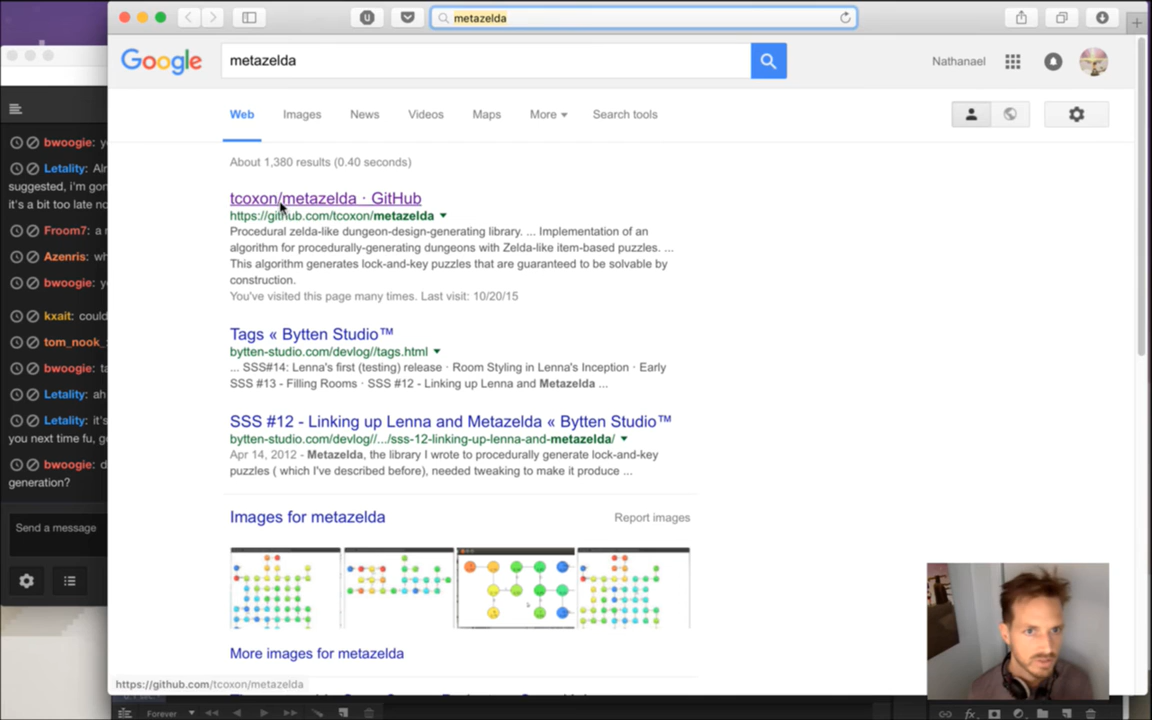 metazelda
Google
metazelda
Nathanael
Web
Images
News
Videos
Maps
More
Search tools
About 1,380 results (0.40 seconds)
tcoxon/metazelda · GitHub
https://github.com/tcoxon/metazelda
Procedural zelda-like dungeon-design-generating library. ... Implementation of an
algorithm for procedurally-generating dungeons with Zelda-like item-based puzzles. ...
This algorithm generates lock-and-key puzzles that are guaranteed to be solvable by
construction.
You've visited this page many times. Last visit: 10/20/15
Tags « Bytten Studio™
bytten-studio.com/devlog//tags.html
... SSS#14: Lenna's first (testing) release · Room Styling in Lenna's Inception · Early
SSS #13 - Filling Rooms · SSS #12 - Linking up Lenna and Metazelda ...
SSS #12 - Linking up Lenna and Metazelda « Bytten Studio™
bytten-studio.com/devlog//.../sss-12-linking-up-lenna-and-metazelda/
Apr 14, 2012 - Metazelda, the library I wrote to procedurally generate lock-and-key
puzzles ( which I've described before), needed tweaking to make it produce ...
Images for metazelda
Report images
More images for metazelda
https://github.com/tcoxon/metazelda
bwoogie:
Letality:
suggested, i'm gon
it's a bit too late no
Froom7: a
Azenris: wh
bwoogie:
kxait: could
tom_nook_
bwoogie: ta
Letality: ah
Letality: it's
you next time fu, g
bwoogie: d
generation?
Send a message
Forever